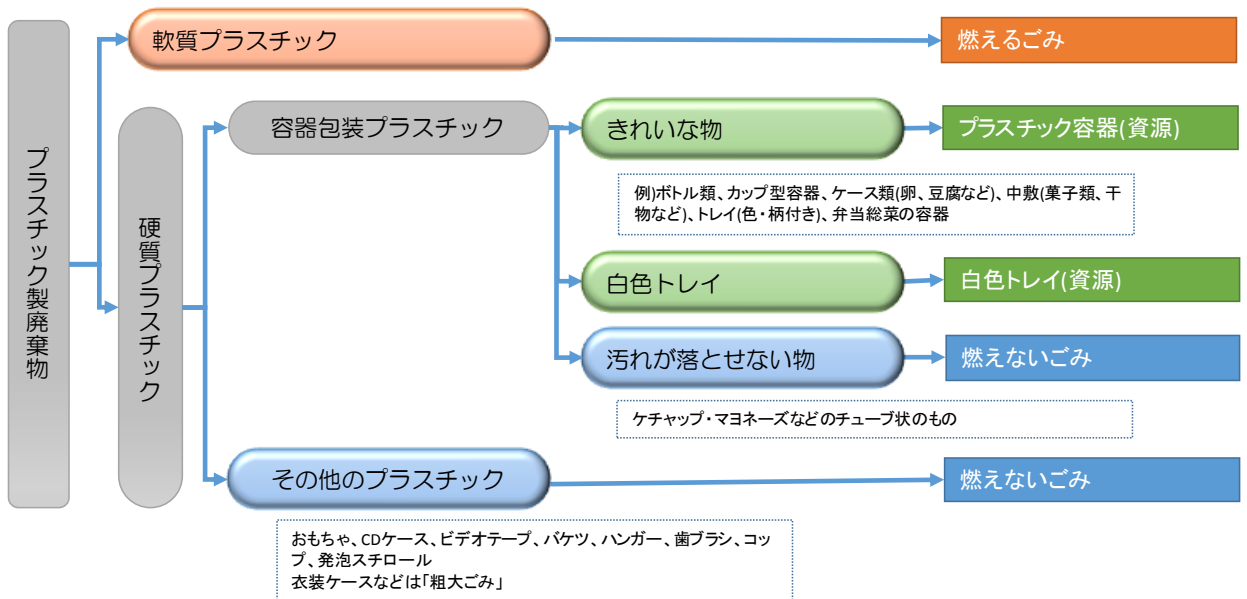 プラスチック製廃棄物
軟質プラスチック
燃えるごみ
硬質プラスチック
容器包装プラスチック
きれいな物
プラスチック容器(資源)
例)ボトル類、カップ型容器、ケース類(卵、豆腐など)、中敷(菓子類、干
物など)、トレイ(色・柄付き)、弁当総菜の容器
白色トレイ
白色トレイ(資源)
汚れが落とせない物
燃えないごみ
ケチャップ・マヨネーズなどのチューブ状のもの
その他のプラスチック
燃えないごみ
おもちゃ、CDケース、ビデオテープ、バケツ、ハンガー、歯ブラシ、コッ
プ、発泡スチロール
衣装ケースなどは「粗大ごみ」